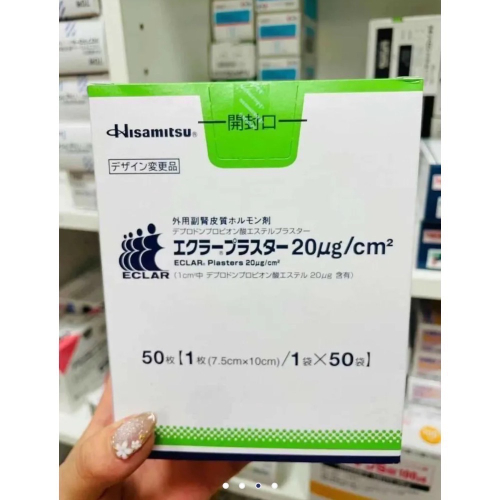 開封口
Hisamitsu®
デザイン変更品
外用副腎皮質ホルモン剤
デプロドンプロピオン酸エステルプラスター
エクラー®プラスター 20μg/cm²
ECLAR® Plasters 20μg/cm²
(1cm²中 デプロドンプロピオン酸エステル 20μg 含有)
ECLAR
50枚【1枚(7.5cm×10cm)/1袋×50袋】